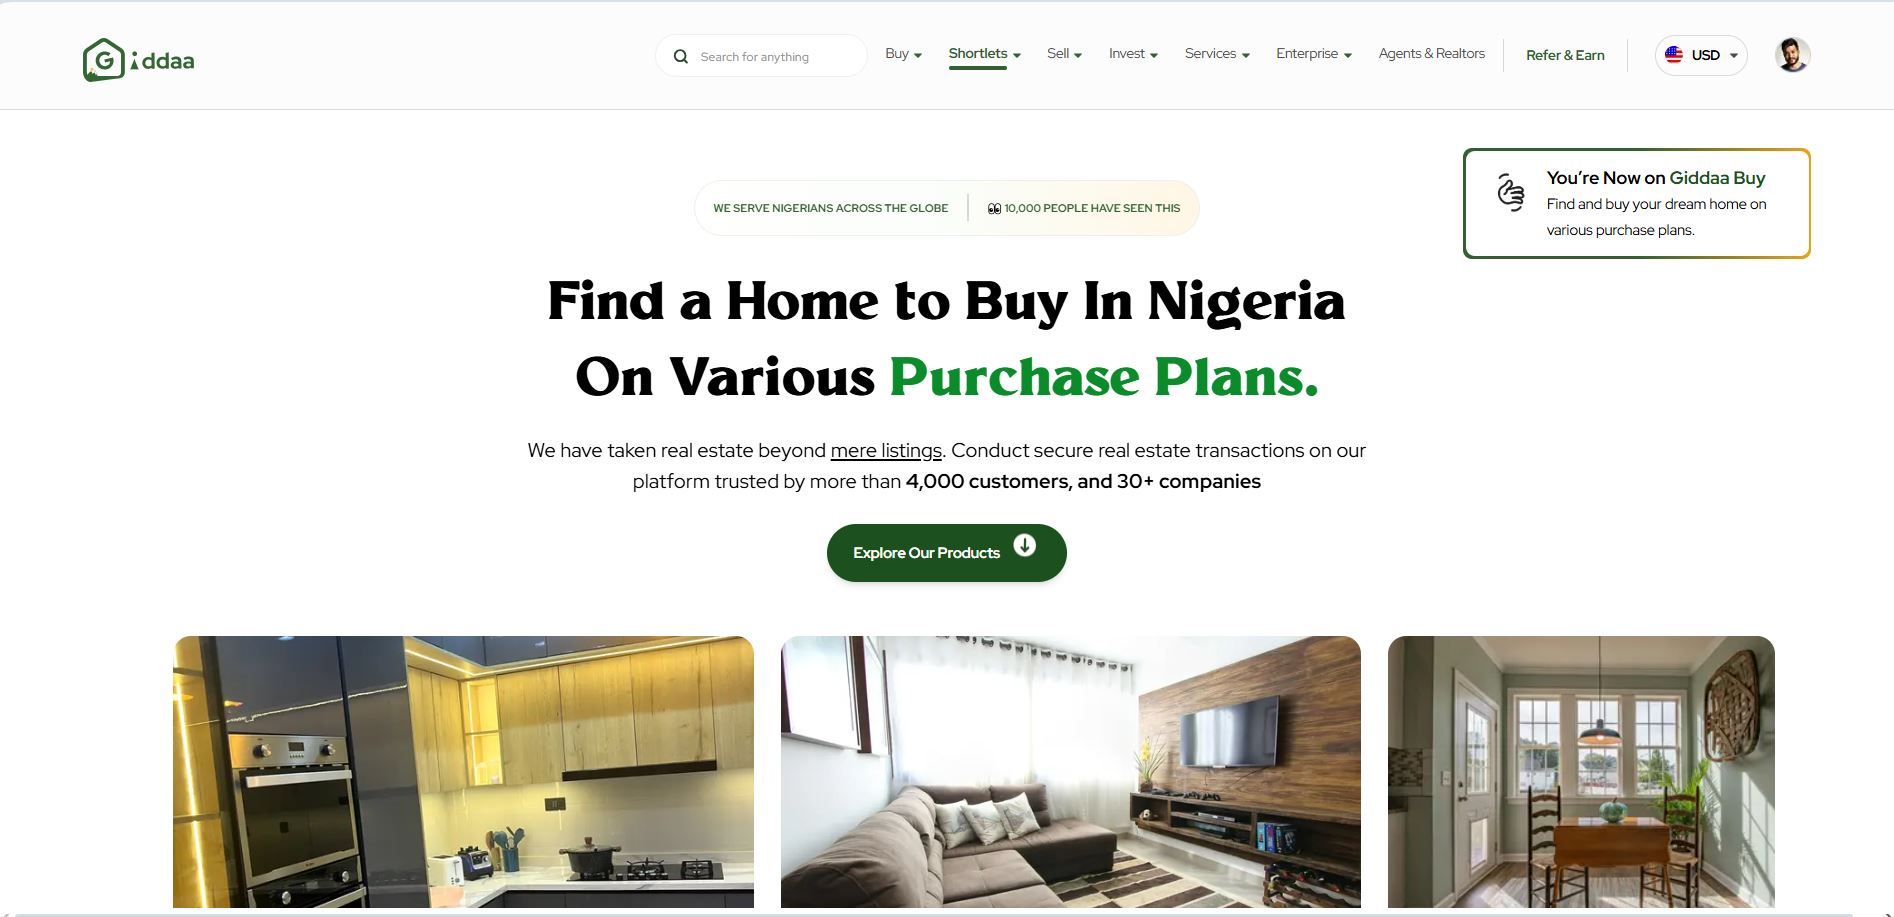 G iddaa
Search for anything
Buy
Shortlets
Sell
Invest
Services
Enterprise
Agents & Realtors
Refer & Earn
USD
You're Now on Giddaa Buy
Find and buy your dream home on
various purchase plans.
WE SERVE NIGERIANS ACROSS THE GLOBE
10,000 PEOPLE HAVE SEEN THIS
Find a Home to Buy In Nigeria
On Various Purchase Plans.
We have taken real estate beyond mere listings. Conduct secure real estate transactions on our
platform trusted by more than 4,000 customers, and 30+ companies
Explore Our Products